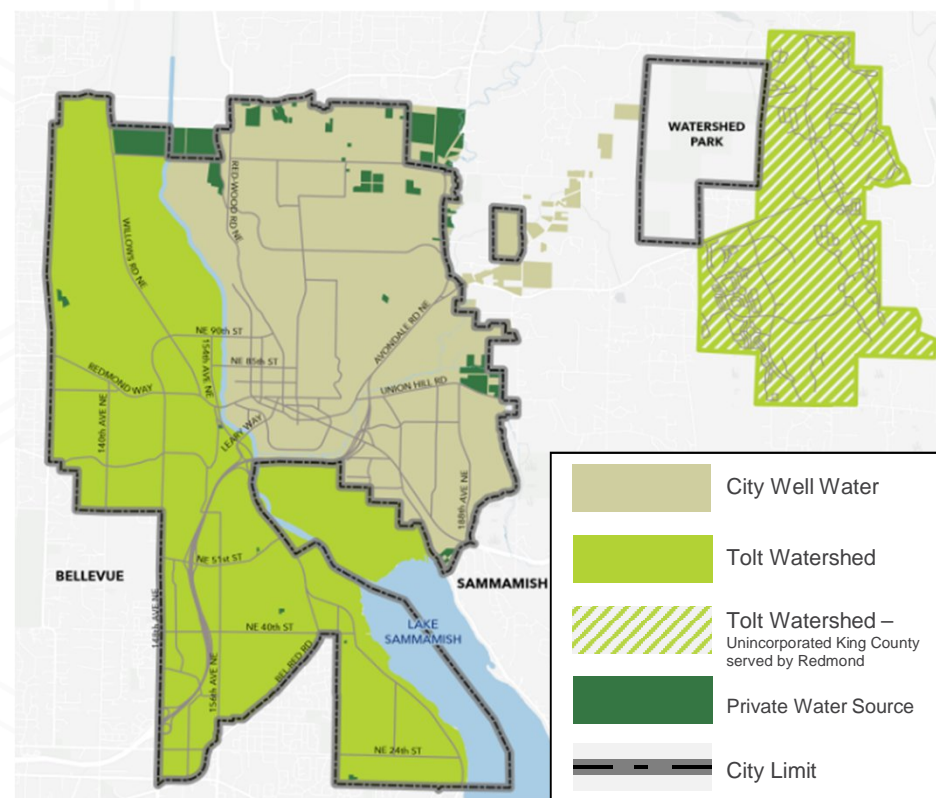 WATERSHED
PARK
RED-WOOD RD NE
WILLOWS RD NE
AVONDALE RD NE
NE 90th ST
154th AVE NE
NE 85th ST
REDMOND WAY
UNION HILL RD
140th AVE NE
LEARY WAY
188th AVE NE
City Well Water
Tolt Watershed
NE 51st ST
BELLEVUE
SAMMAMISH
148th AVE NE
LAKE
SAMMAMISH
NE 40th ST
BEL RED RD
156th AVE NE
NE 24th ST
Tolt Watershed –
Unincorporated King County
served by Redmond
Private Water Source
City Limit